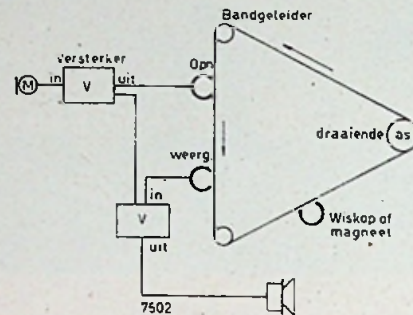 Bandgeleider
Versterker
in
uit
Opn
M
V
draaiende
as
weerg.
in
V
uit
Wiskop of
magneet
7502